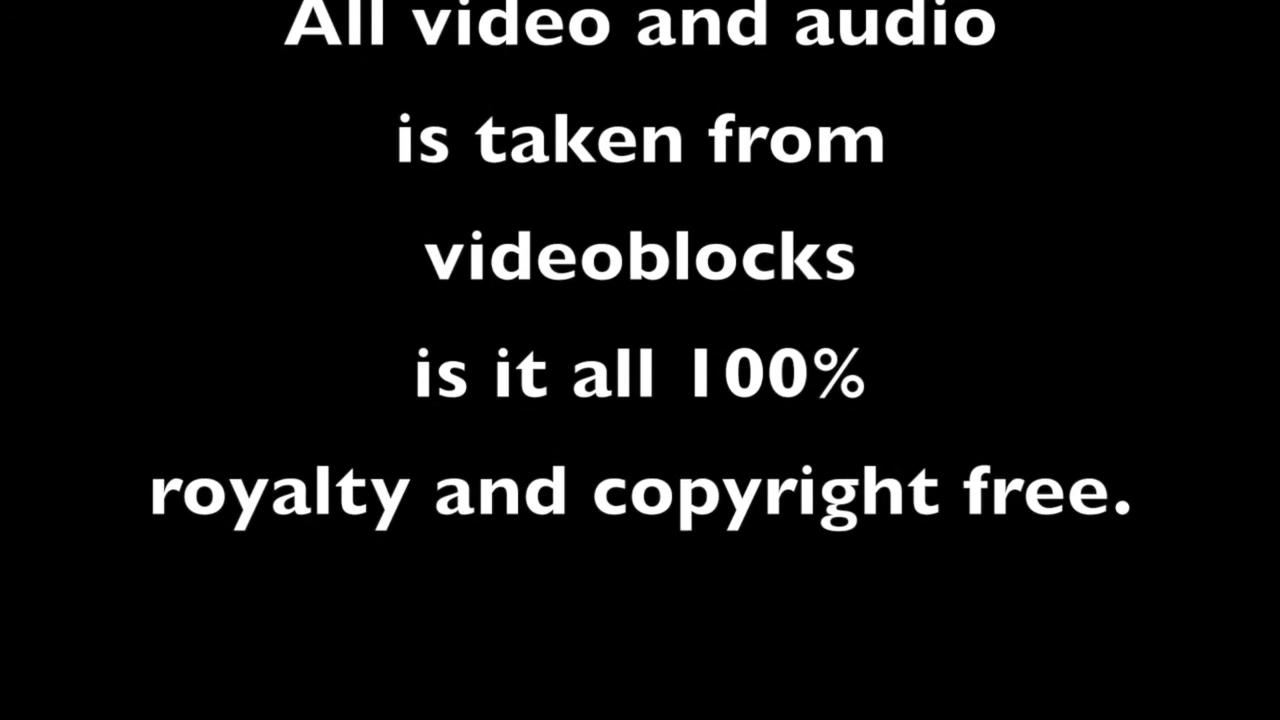 All video and audio
is taken from
videoblocks
is it all 100%
royalty and copyright free.